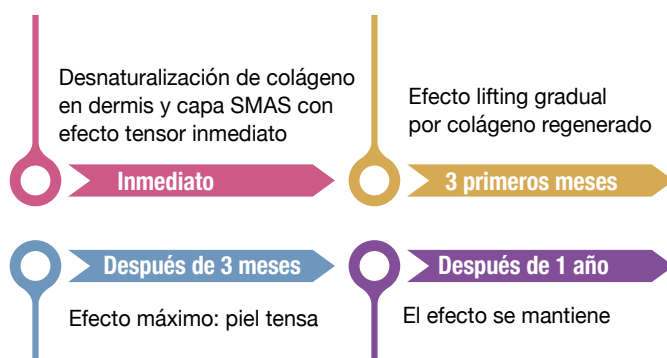 Desnaturalización de colágeno
en dermis y capa SMAS con
efecto tensor inmediato
Inmediato
Efecto lifting gradual
por colágeno regenerado
3 primeros meses
Después de 3 meses
Efecto máximo: piel tensa
Después de 1 año
El efecto se mantiene